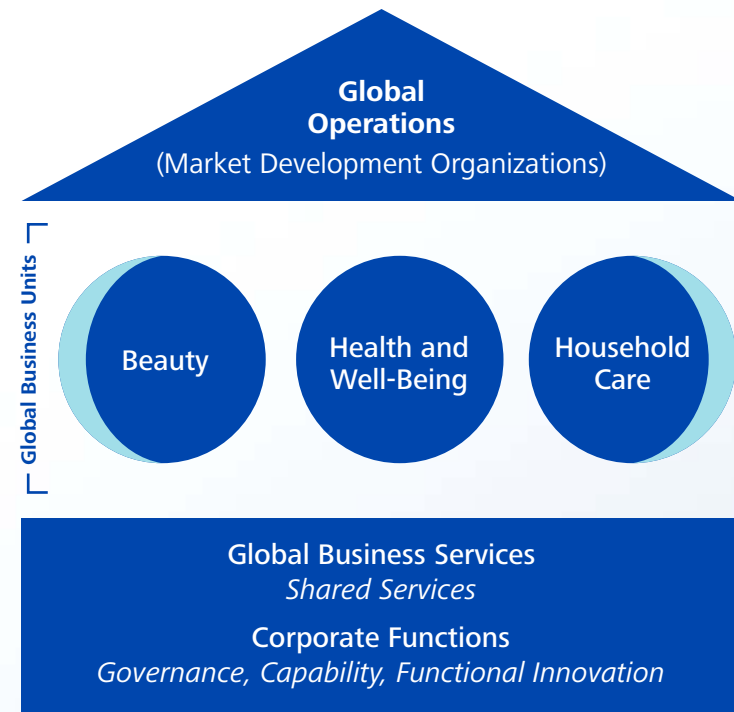 Global
Operations
(Market Development Organizations)
Global Business Units
Beauty
Health and
Well-Being
Household
Care
Global Business Services
Shared Services
Corporate Functions
Governance, Capability, Functional Innovation